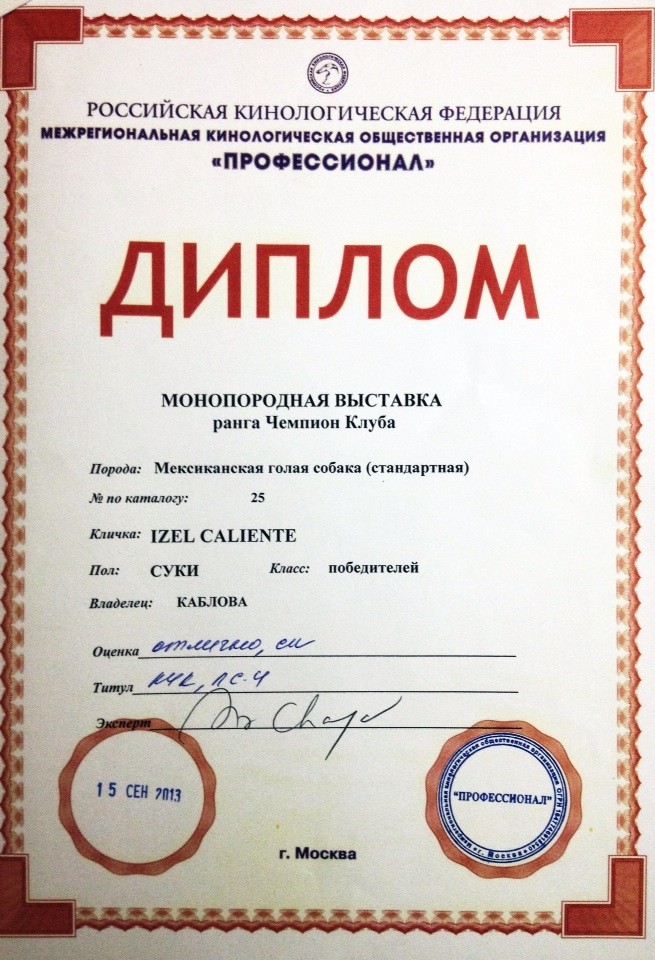 РОССИЙСКАЯ КИНОЛОГИЧЕСКАЯ ФЕДЕРАЦИЯ
МЕЖРЕГИОНАЛЬНАЯ КИНОЛОГИЧЕСКАЯ ОБЩЕСТВЕННАЯ ОРГАНИЗАЦИЯ
«ПРОФЕССИОНАЛ»
ДИПЛОМ
МОНОПОРОДНАЯ ВЫСТАВКА
ранга Чемпион Клуба
Порода: Мексиканская голая собака (стандартная)
№ по каталогу: 25
Кличка: IZEL CALIENTE
Пол: СУКИ Класс: победителей
Владелец: КАБЛОВА
Оценка отлично, CW
Титул КЧК, ЛС-4
Эксперт
15 СЕН 2013
"ПРОФЕССИОНАЛ"
г. Москва